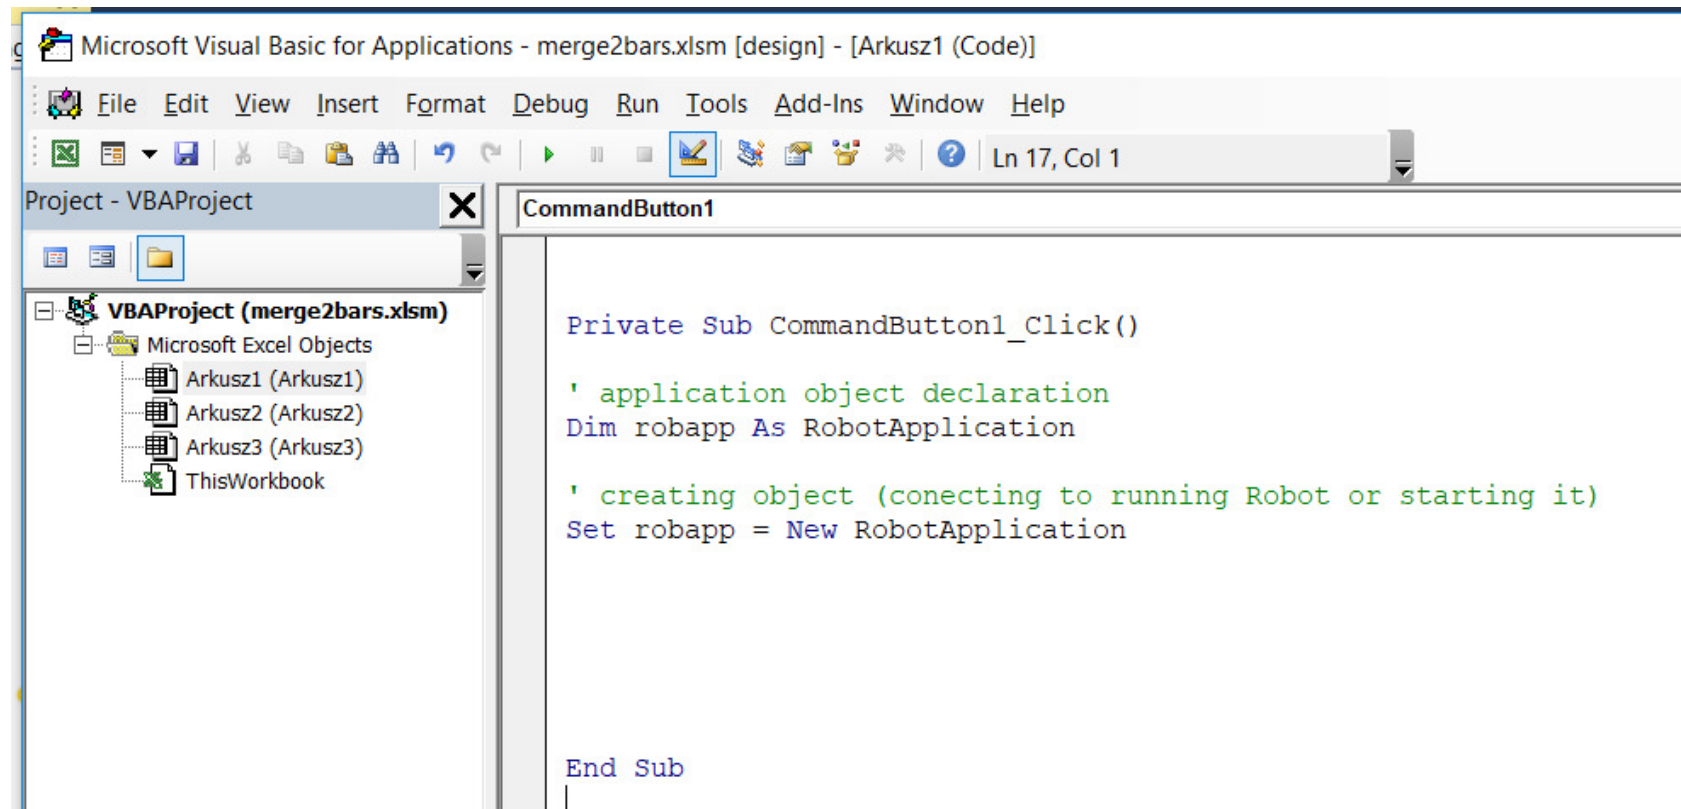 Microsoft Visual Basic for Applications - merge2bars.xlsm [design] - [Arkusz1 (Code)]
File Edit View Insert Format Debug Run Tools Add-Ins Window Help
Ln 17, Col 1
Project - VBAProject
CommandButton1
VBAProject (merge2bars.xlsm)
Microsoft Excel Objects
Arkusz1 (Arkusz1)
Arkusz2 (Arkusz2)
Arkusz3 (Arkusz3)
ThisWorkbook
Private Sub CommandButton1_Click()
' application object declaration
Dim robapp As RobotApplication
' creating object (conecting to running Robot or starting it)
Set robapp = New RobotApplication
End Sub